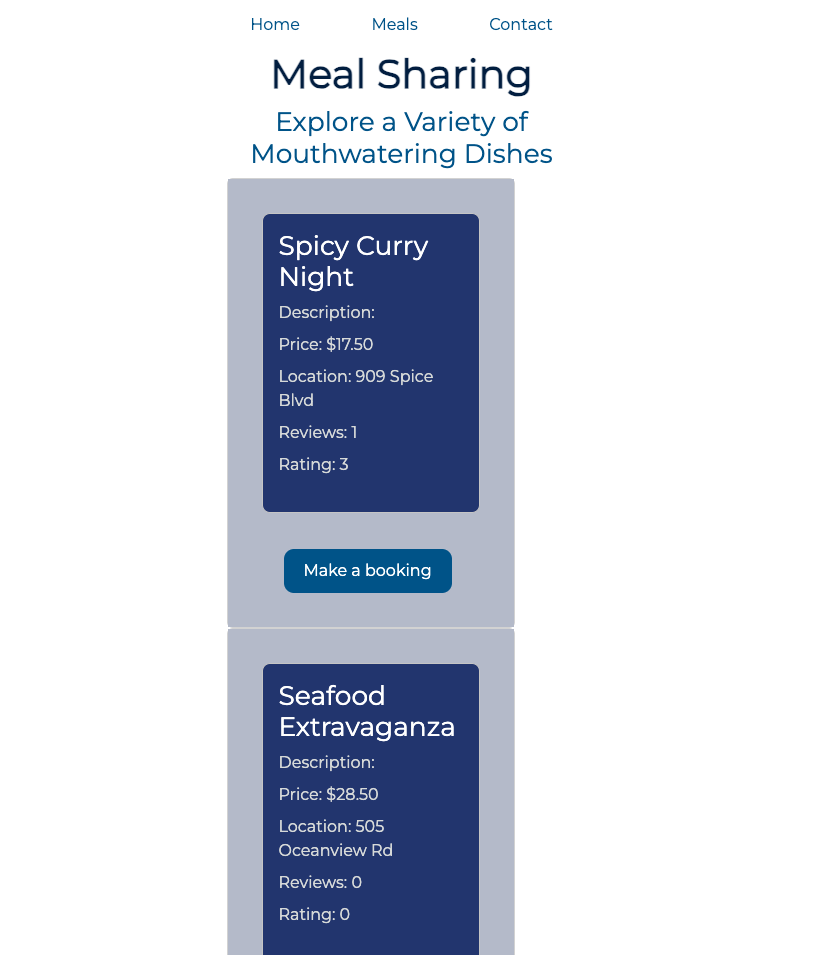 Home Meals Contact
Meal Sharing
Explore a Variety of
Mouthwatering Dishes
Spicy Curry
Night
Description:
Price: $17.50
Location: 909 Spice
Blvd
Reviews: 1
Rating: 3
Make a booking
Seafood
Extravaganza
Description:
Price: $28.50
Location: 505
Oceanview Rd
Reviews: 0
Rating: 0